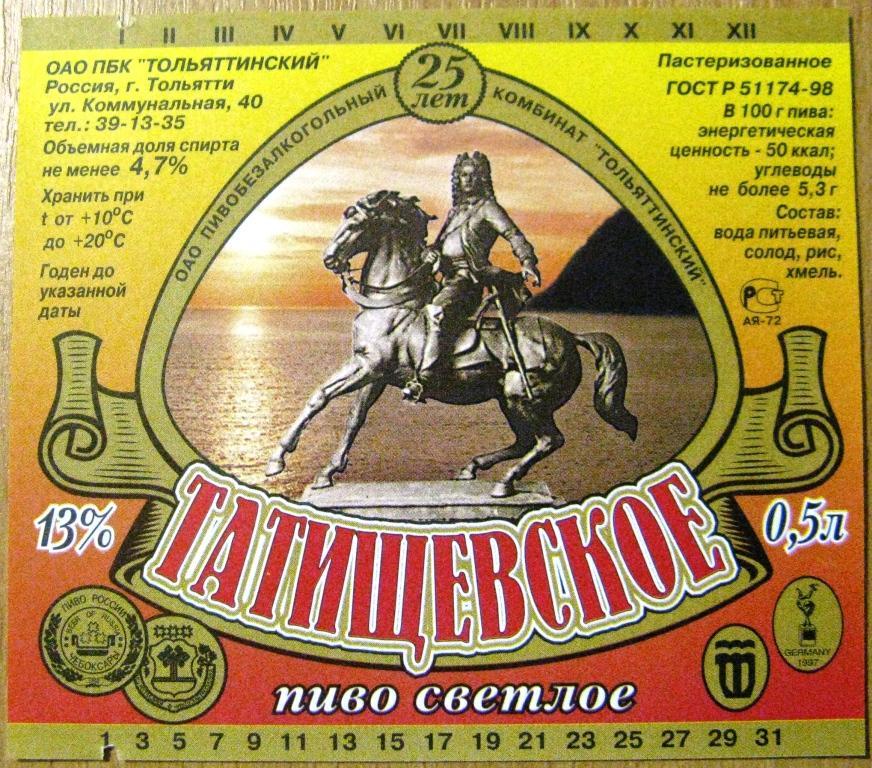 I II III IV V VI VII VIII IX X XI XII
ОАО ПБК "ТОЛЬЯТТИНСКИЙ"
Россия, г. Тольятти
ул. Коммунальная, 40
тел.: 39-13-35
Объемная доля спирта
не менее 4,7%
Хранить при
t от +10°С
до +20°С
Годен до
указанной
даты
25
лет
ОАО ПИВОБЕЗАЛКОГОЛЬНЫЙ КОМБИНАТ "ТОЛЬЯТТИНСКИЙ"
Пастеризованное
ГОСТ Р 51174-98
В 100 г пива:
энергетическая
ценность - 50 ккал;
углеводы
не более 5,3 г
Состав:
вода питьевая,
солод, рис,
хмель.
РСТ
АЯ-72
13%
ТАТИЩЕВСКОЕ
0,5л
ПИВО РОССИИ
BEER OF RUSSIA
ЧЕБОКСАРЫ
GERMANY
1997
пиво светлое
1 3 5 7 9 11 13 15 17 19 21 23 25 27 29 31